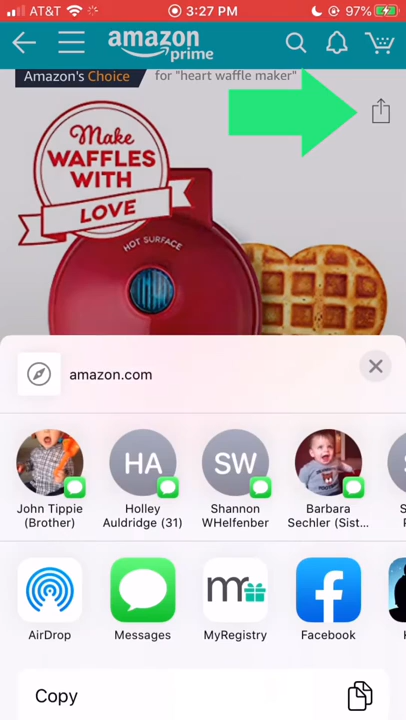 AT&T 3:27 PM 97%
amazon
prime
Amazon's Choice for "heart waffle maker"
Make
WAFFLES
WITH
LOVE
HOT SURFACE
amazon.com
HA
SW
John Tippie
(Brother)
Holley
Auldridge (31)
Shannon
WHelfenber
Barbara
Sechler (Sist...
AirDrop
Messages
mr
MyRegistry
Facebook
Copy